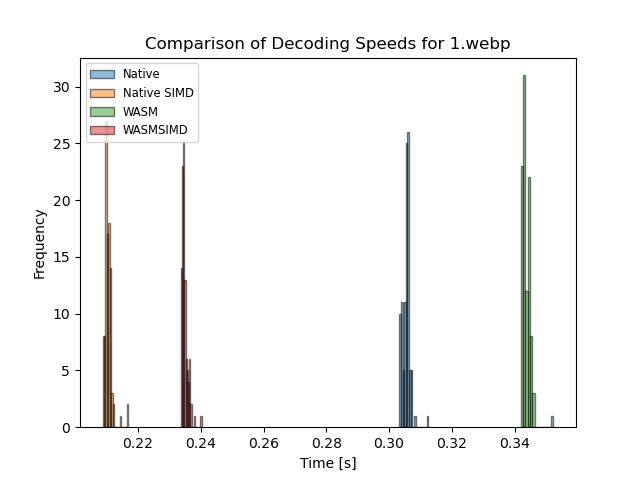 Comparison of Decoding Speeds for 1.webp
Native
Native SIMD
WASM
WASMSIMD
Frequency
30
25
20
15
10
5
0
0.22 0.24 0.26 0.28 0.30 0.32 0.34
Time [s]